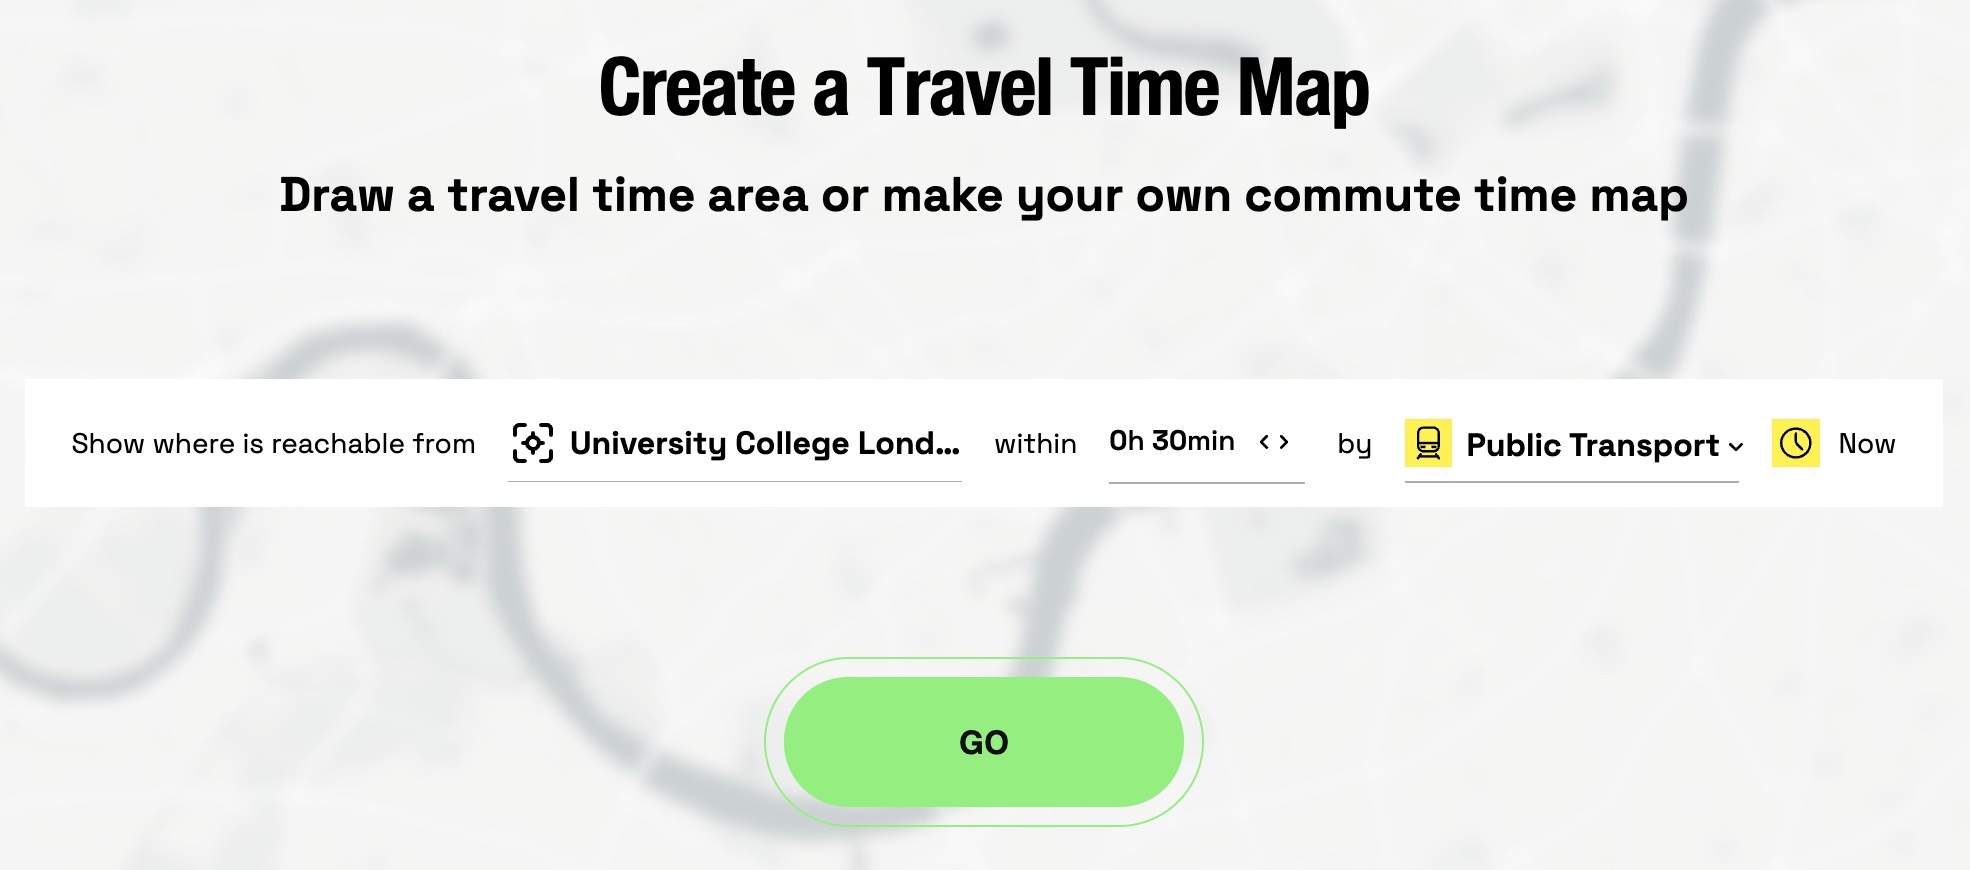 Create a Travel Time Map
Draw a travel time area or make your own commute time map
Show where is reachable from University College Lond... within 0h 30min < > by Public Transport Now
GO